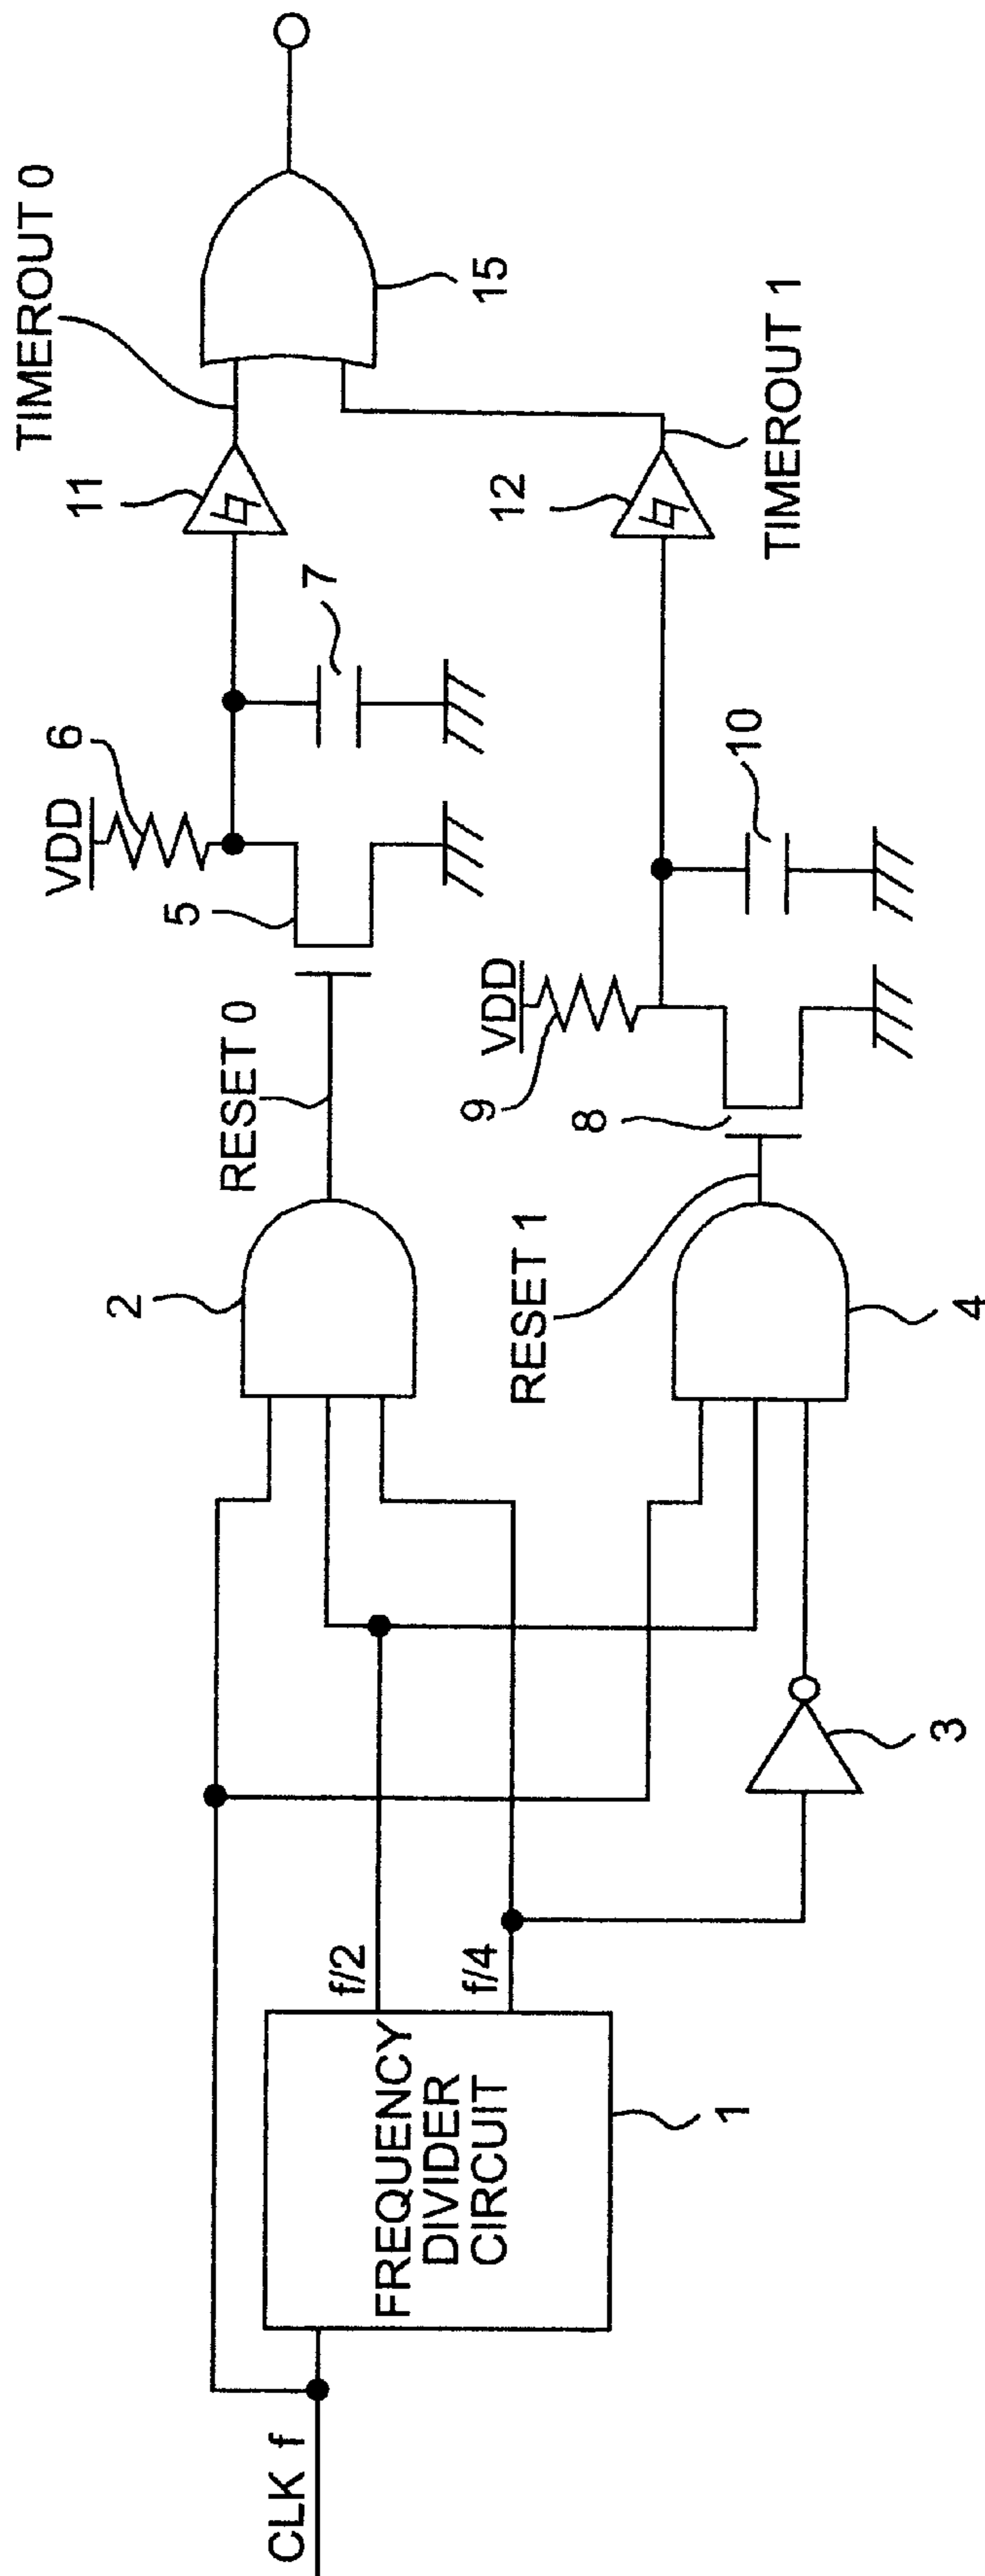 CLK f
FREQUENCY
DIVIDER
CIRCUIT
1
f/2
f/4
3
2
4
RESET 0
RESET 1
5
VDD
6
7
8
VDD
9
10
11
12
TIMEROUT 0
TIMEROUT 1
15